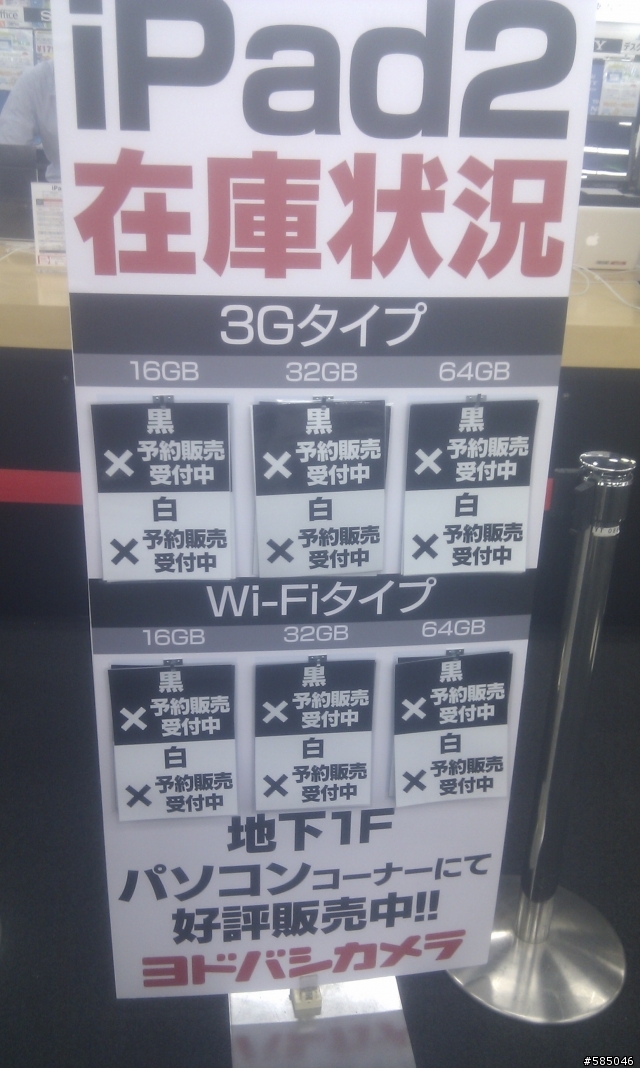 iPad2
在庫状況
3Gタイプ
16GB 32GB 64GB
黒 黒 黒
×予約販売受付中 ×予約販売受付中 ×予約販売受付中
白 白 白
×予約販売受付中 ×予約販売受付中 ×予約販売受付中
Wi-Fiタイプ
16GB 32GB 64GB
黒 黒 黒
×予約販売受付中 ×予約販売受付中 ×予約販売受付中
白 白 白
×予約販売受付中 ×予約販売受付中 ×予約販売受付中
地下1F
パソコンコーナーにて
好評販売中!!
ヨドバシカメラ
#585046